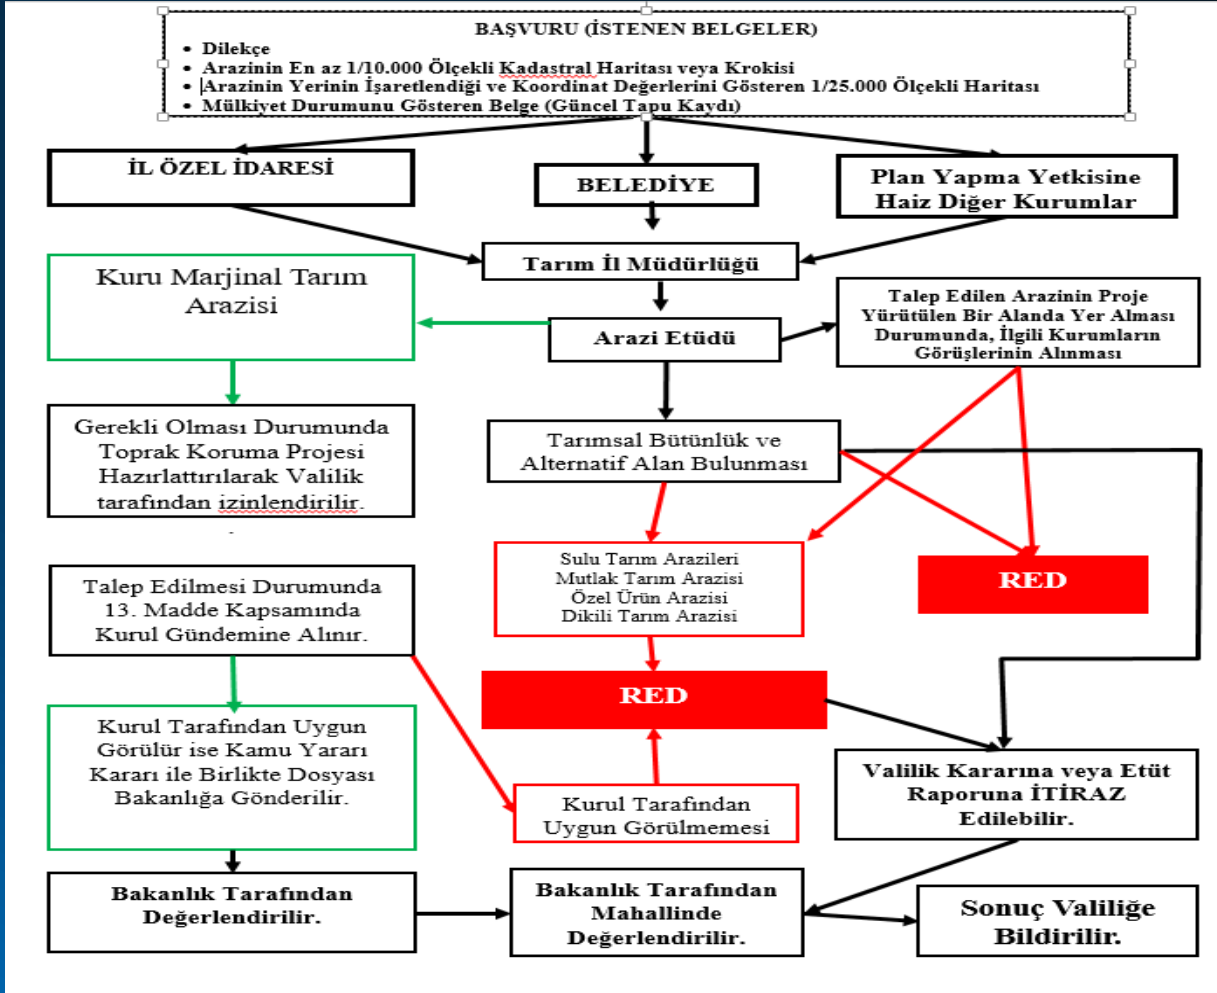 BAŞVURU (İSTENEN BELGELER)
• Dilekçe
• Arazinin En az 1/10.000 Ölçekli Kadastral Haritası veya Krokisi
• Arazinin Yerinin İşaretlendiği ve Koordinat Değerlerini Gösteren 1/25.000 Ölçekli Haritası
• Mülkiyet Durumunu Gösteren Belge (Güncel Tapu Kaydı)
İL ÖZEL İDARESİ
BELEDİYE
Plan Yapma Yetkisine
Haiz Diğer Kurumlar
Tarım İl Müdürlüğü
Kuru Marjinal Tarım
Arazisi
Arazi Etüdü
Talep Edilen Arazinin Proje
Yürütülen Bir Alanda Yer Alması
Durumunda, İlgili Kurumların
Görüşlerinin Alınması
Gerekli Olması Durumunda
Toprak Koruma Projesi
Hazırlattırılarak Valilik
tarafından izinlendirilir.
Tarımsal Bütünlük ve
Alternatif Alan Bulunması
Sulu Tarım Arazileri
Mutlak Tarım Arazisi
Özel Ürün Arazisi
Dikili Tarım Arazisi
RED
Talep Edilmesi Durumunda
13. Madde Kapsamında
Kurul Gündemine Alınır.
RED
Kurul Tarafından Uygun
Görülür ise Kamu Yararı
Kararı ile Birlikte Dosyası
Bakanlığa Gönderilir.
Kurul Tarafından
Uygun Görülmemesi
Valilik Kararına veya Etüt
Raporuna İTİRAZ
Edilebilir.
Bakanlık Tarafından
Değerlendirilir.
Bakanlık Tarafından
Mahallinde
Değerlendirilir.
Sonuç Valiliğe
Bildirilir.